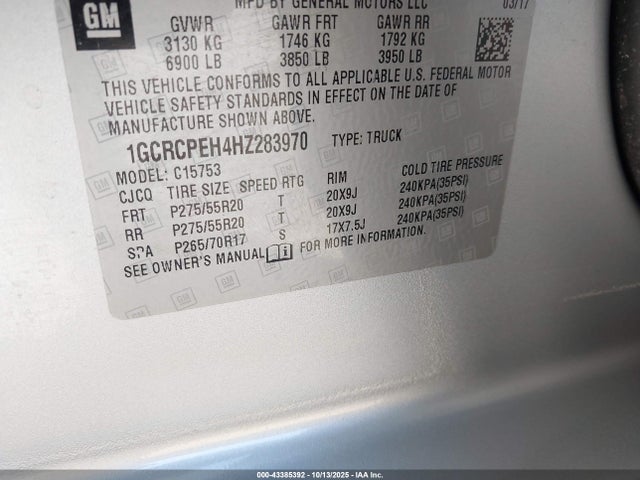 GM
MFD BY GENERAL MOTORS LLC 03/17
GVWR GAWR FRT GAWR RR
3130 KG 1746 KG 1792 KG
6900 LB 3850 LB 3950 LB
THIS VEHICLE CONFORMS TO ALL APPLICABLE U.S. FEDERAL MOTOR
VEHICLE SAFETY STANDARDS IN EFFECT ON THE DATE OF
MANUFACTURE SHOWN ABOVE.
1GCRCPEH4HZ283970 TYPE: TRUCK
MODEL: C15753
CJCQ TIRE SIZE SPEED RTG RIM COLD TIRE PRESSURE
FRT P275/55R20 T 20X9J 240KPA(35PSI)
RR P275/55R20 T 20X9J 240KPA(35PSI)
SPA P265/70R17 S 17X7.5J 240KPA(35PSI)
SEE OWNER'S MANUAL FOR MORE INFORMATION.
000-43385392 | 10/13/2025 - IAA Inc.